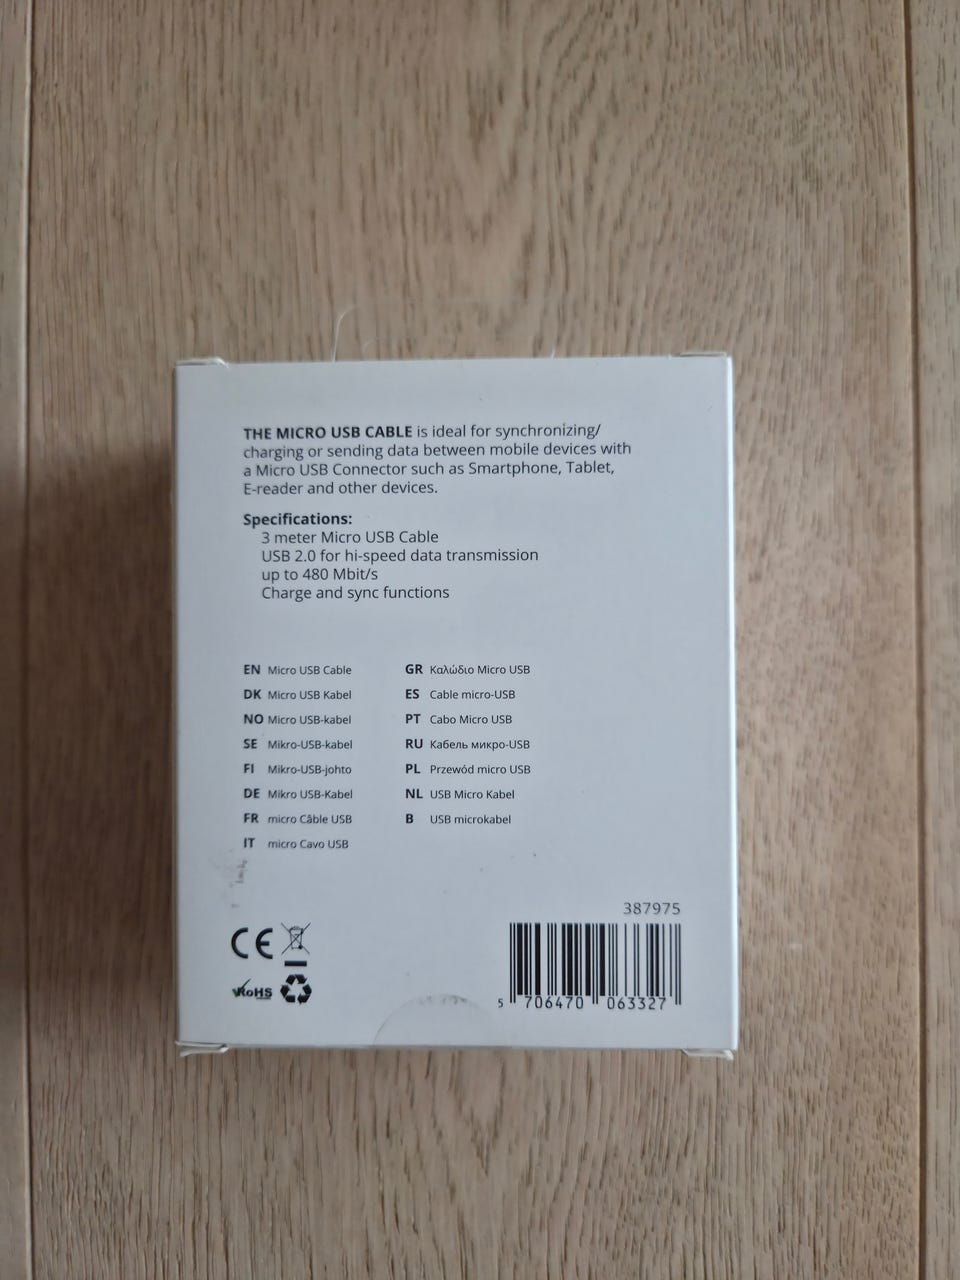 THE MICRO USB CABLE is ideal for synchronizing/
charging or sending data between mobile devices with
a Micro USB Connector such as Smartphone, Tablet,
E-reader and other devices.
Specifications:
3 meter Micro USB Cable
USB 2.0 for hi-speed data transmission
up to 480 Mbit/s
Charge and sync functions
EN Micro USB Cable
DK Micro USB Kabel
NO Micro USB-kabel
SE Mikro-USB-kabel
FI Mikro-USB-johto
DE Mikro USB-Kabel
FR micro Câble USB
IT micro Cavo USB
GR Καλώδιο Micro USB
ES Cable micro-USB
PT Cabo Micro USB
RU Кабель микро-USB
PL Przewód micro USB
NL USB Micro Kabel
B USB microkabel
CE
RoHS
387975
5 706470 063327